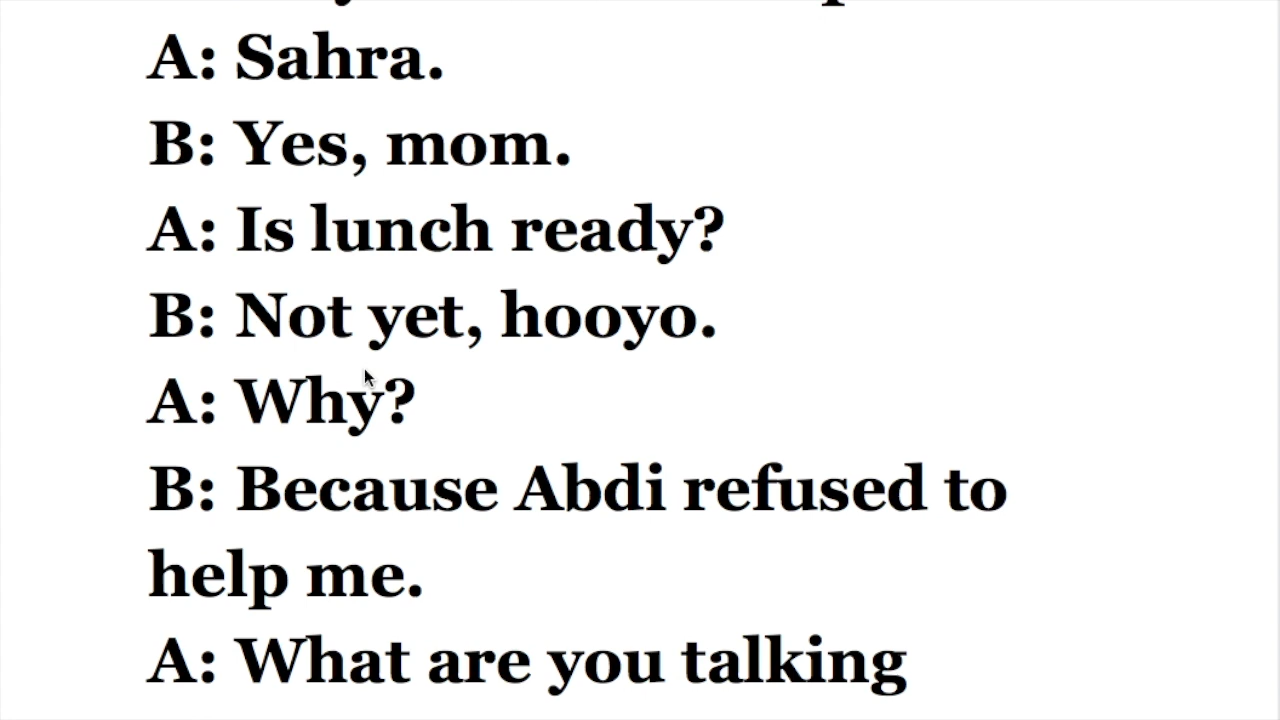 A: Sahra.
B: Yes, mom.
A: Is lunch ready?
B: Not yet, hooyo.
A: Why?
B: Because Abdi refused to
help me.
A: What are you talking